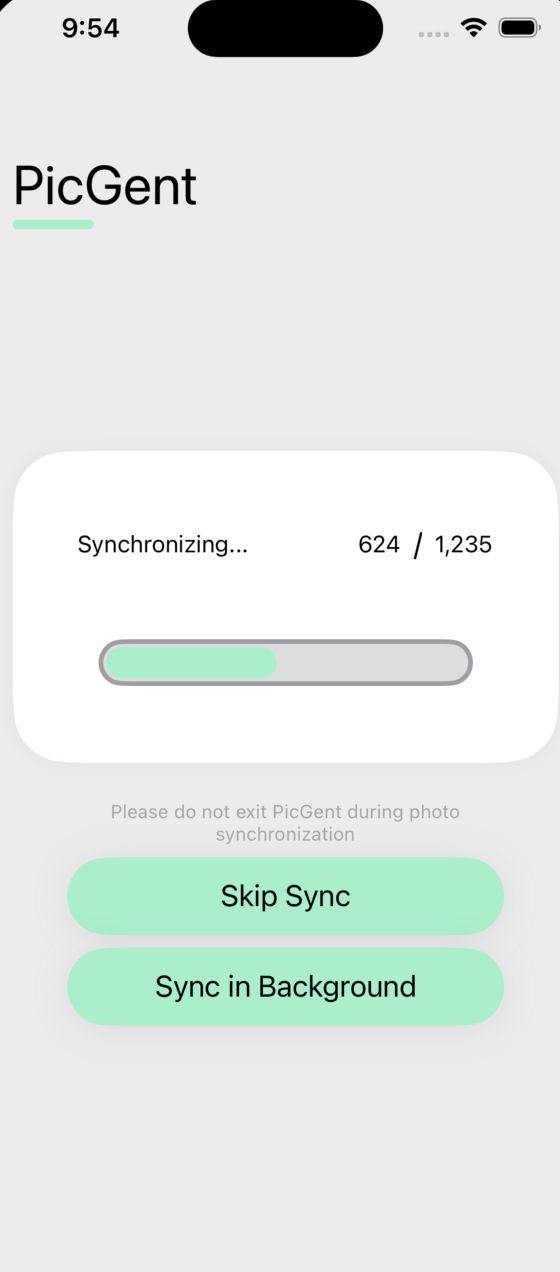 9:54
PicGent
Synchronizing...
624 / 1,235
Please do not exit PicGent during photo
synchronization
Skip Sync
Sync in Background